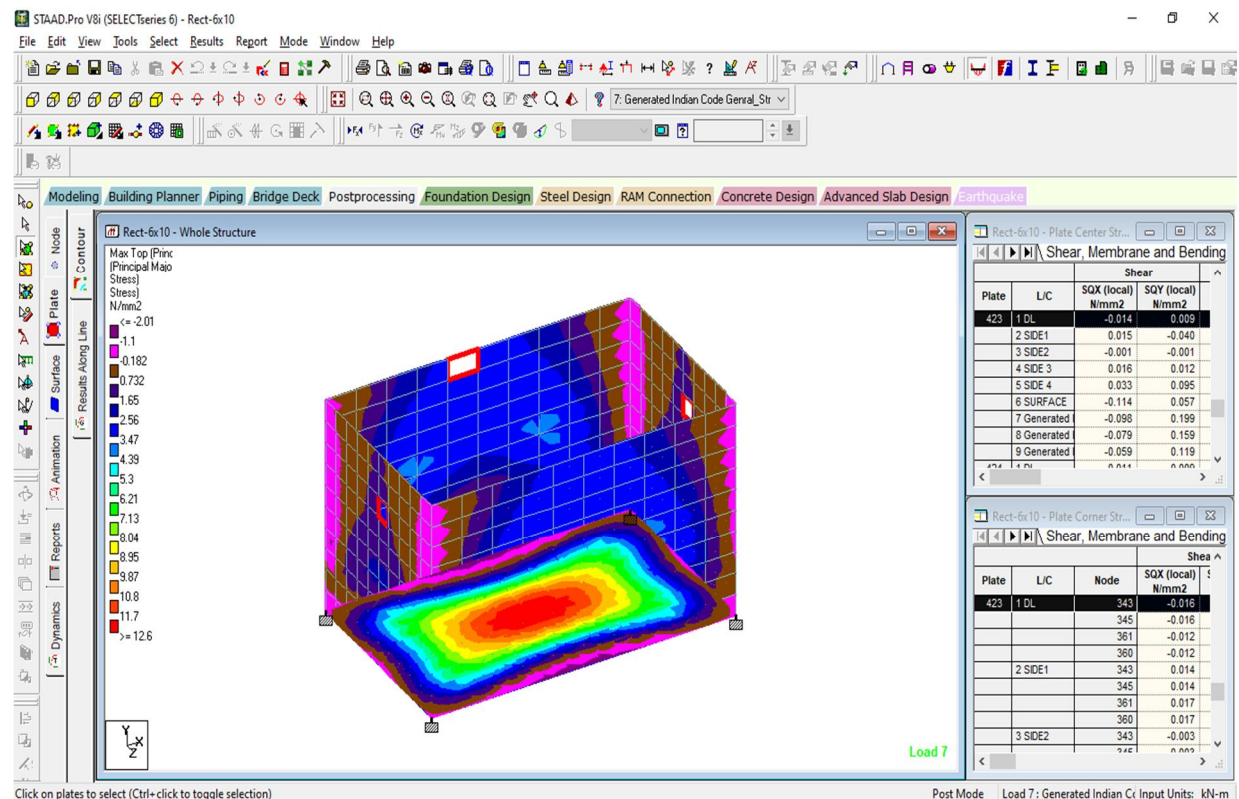 STAAD.Pro V8i (SELECTseries 6) - Rect-6x10
File Edit View Tools Select Results Report Mode Window Help
7: Generated Indian Code Genral_Str
Modeling Building Planner Piping Bridge Deck Postprocessing Foundation Design Steel Design RAM Connection Concrete Design Advanced Slab Design Earthquake
Node
Plate
Surface
Animation
Reports
Dynamics
Contour
Results Along Line
Rect-6x10 - Whole Structure
Max Top (Princ
(Principal Majo
Stress)
Stress)
N/mm2
<= -2.01
-1.1
-0.182
0.732
1.65
2.56
3.47
4.39
5.3
6.21
7.13
8.04
8.95
9.87
10.8
11.7
>= 12.6
Y
X
Z
Load 7
Rect-6x10 - Plate Center Str...
Shear, Membrane and Bending
Shear
Plate L/C SQX (local) N/mm2 SQY (local) N/mm2
423 1 DL -0.014 0.009
2 SIDE1 0.015 -0.040
3 SIDE2 -0.001 -0.001
4 SIDE 3 0.016 0.012
5 SIDE 4 0.033 0.095
6 SURFACE -0.114 0.057
7 Generated -0.098 0.199
8 Generated -0.079 0.159
9 Generated -0.059 0.119
Rect-6x10 - Plate Corner Str...
Shear, Membrane and Bending
Shea
Plate L/C Node SQX (local) N/mm2
423 1 DL 343 -0.016
345 -0.016
361 -0.012
360 -0.012
2 SIDE1 343 0.014
345 0.014
361 0.017
360 0.017
3 SIDE2 343 -0.003
Click on plates to select (Ctrl+click to toggle selection)
Post Mode Load 7 : Generated Indian Cc Input Units: kN-m